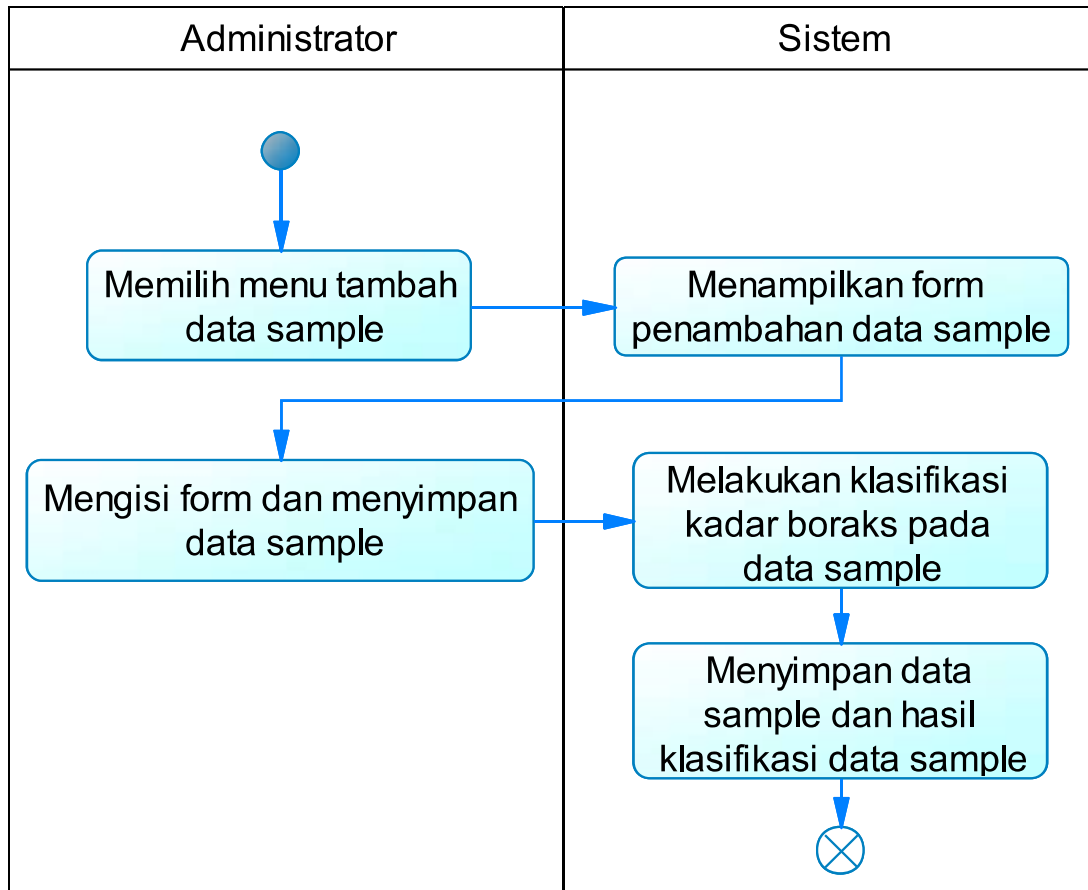 Administrator
Sistem
Memilih menu tambah
data sample
Menampilkan form
penambahan data sample
Mengisi form dan menyimpan
data sample
Melakukan klasifikasi
kadar boraks pada
data sample
Menyimpan data
sample dan hasil
klasifikasi data sample